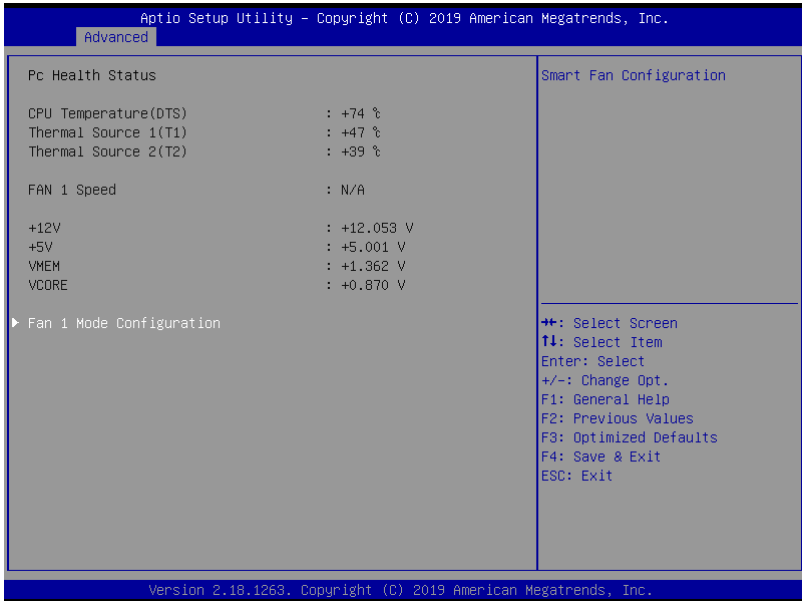 Aptio Setup Utility – Copyright (C) 2019 American Megatrends, Inc.
Advanced
Pc Health Status
CPU Temperature(DTS) : +74 ℃
Thermal Source 1(T1) : +47 ℃
Thermal Source 2(T2) : +39 ℃
FAN 1 Speed : N/A
+12V : +12.053 V
+5V : +5.001 V
VMEM : +1.362 V
VCORE : +0.870 V
▶ Fan 1 Mode Configuration
Smart Fan Configuration
→←: Select Screen
↑↓: Select Item
Enter: Select
+/-: Change Opt.
F1: General Help
F2: Previous Values
F3: Optimized Defaults
F4: Save & Exit
ESC: Exit
Version 2.18.1263. Copyright (C) 2019 American Megatrends, Inc.